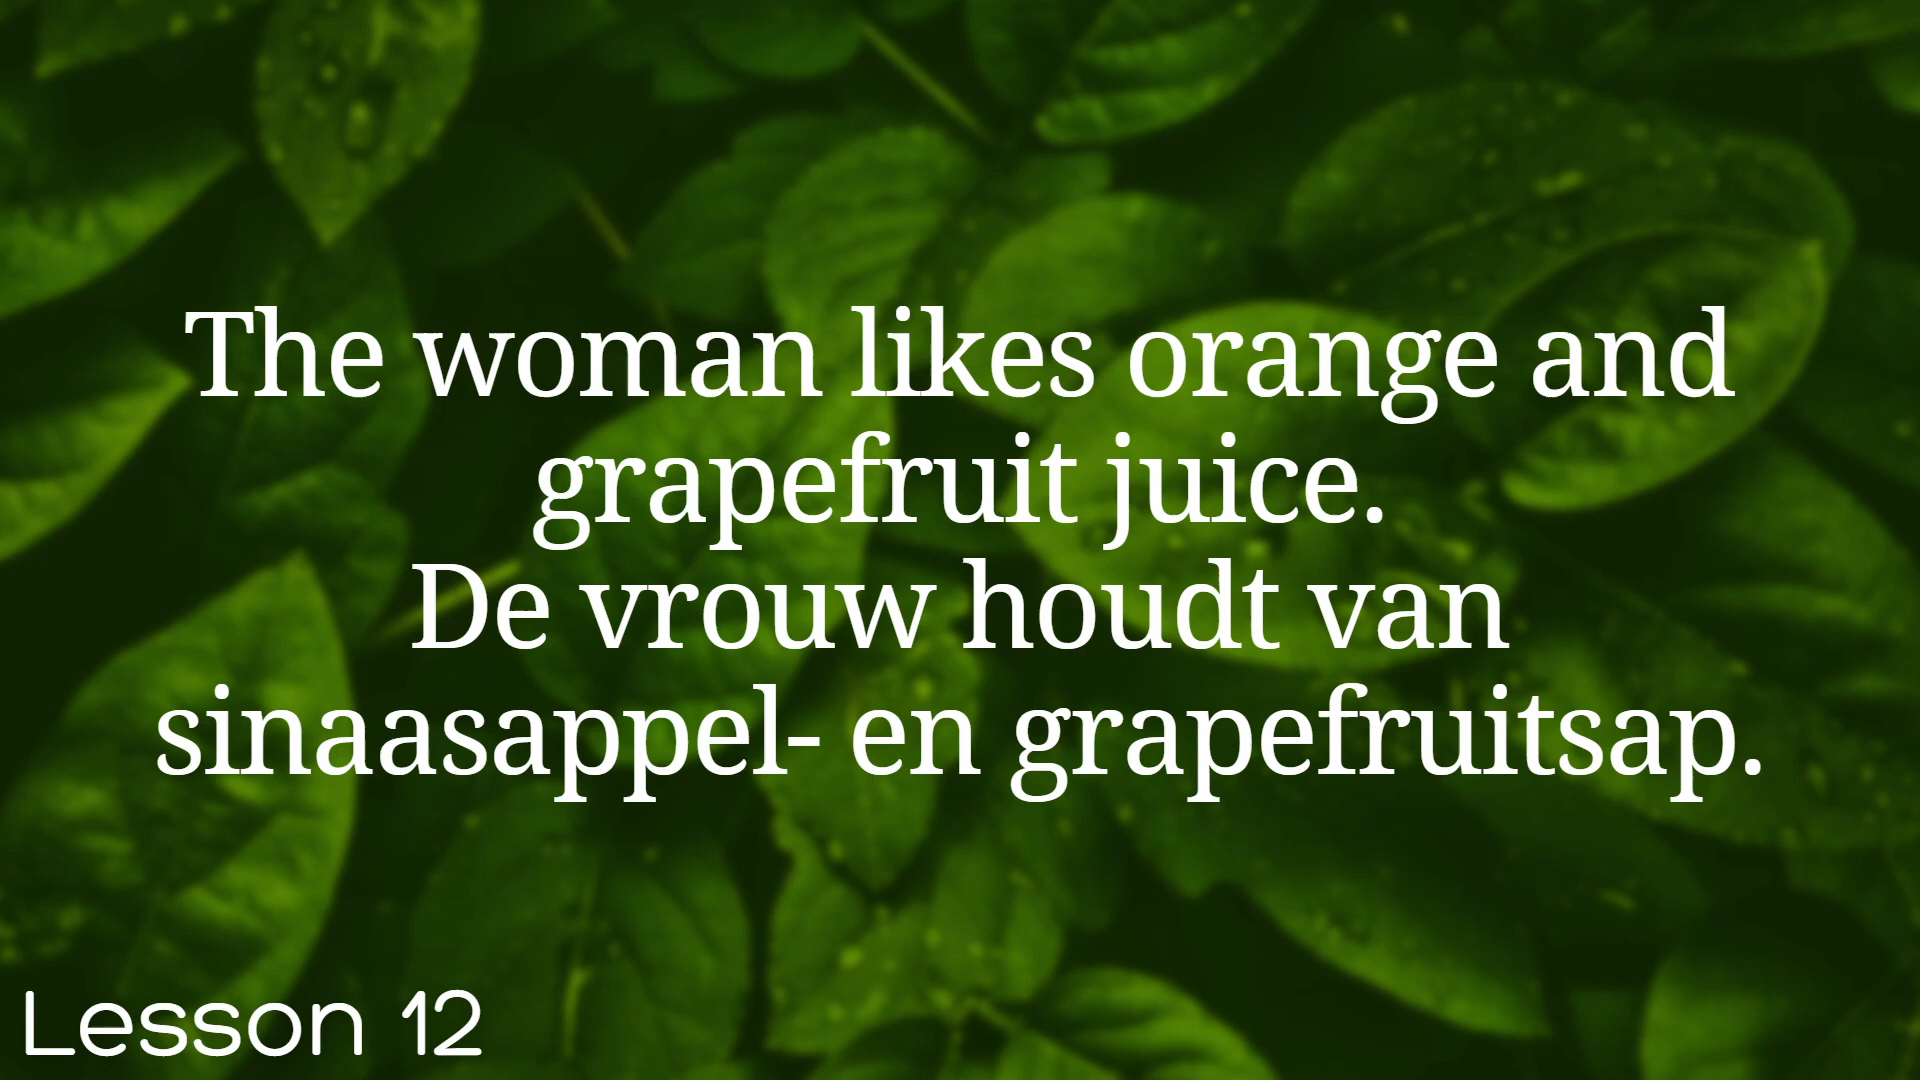 The woman likes orange and
grapefruit juice.
De vrouw houdt van
sinaasappel- en grapefruitsap.
Lesson 12